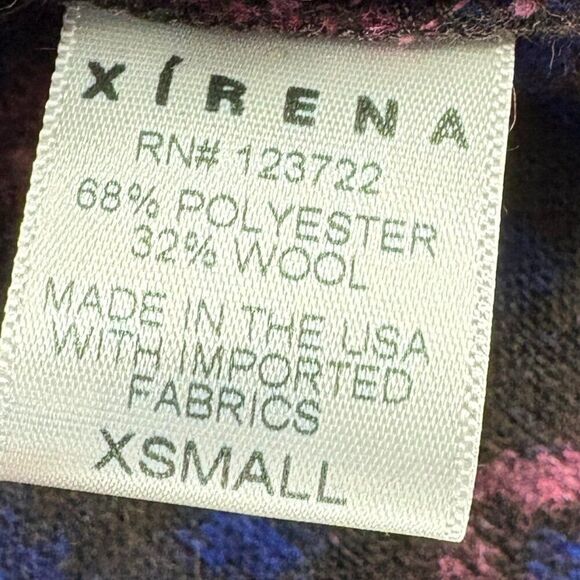 XÍRENA
RN# 123722
68% POLYESTER
32% WOOL
MADE IN THE USA
WITH IMPORTED
FABRICS
XSMALL